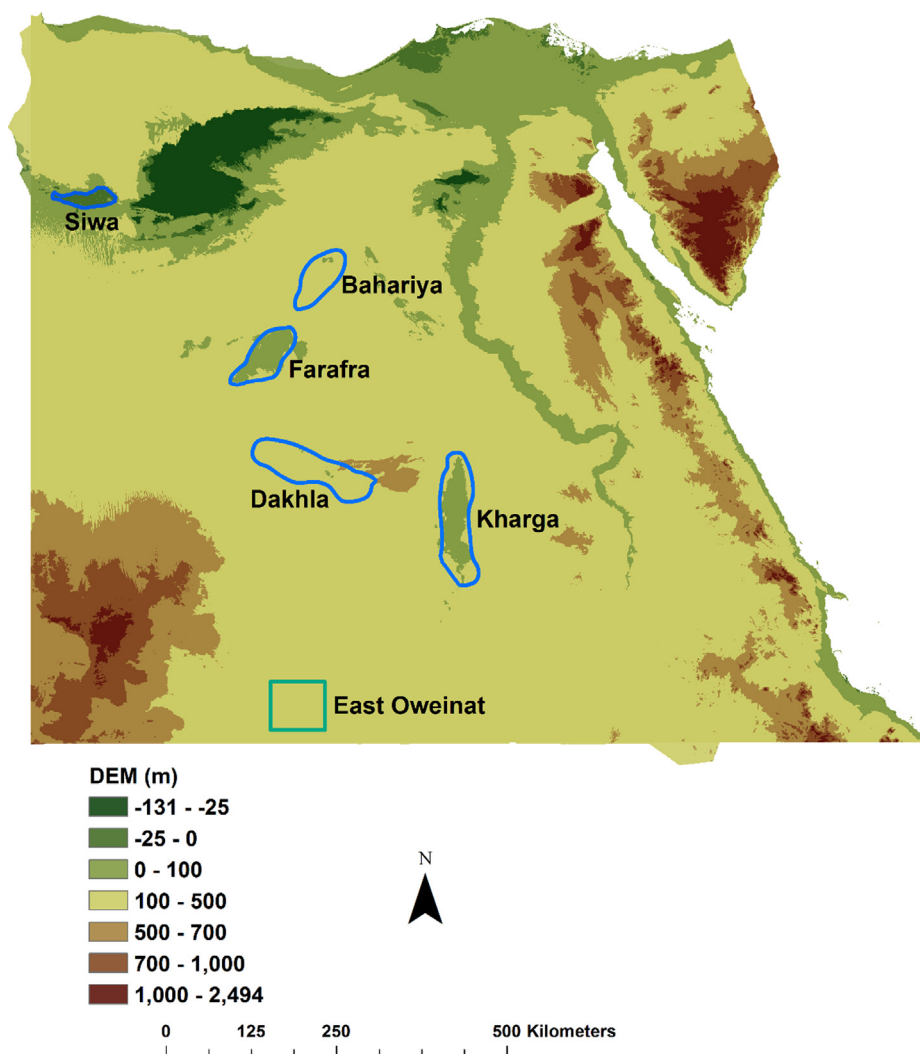 Siwa
Bahariya
Farafra
Dakhla
Kharga
East Oweinat
DEM (m)
-131 - -25
-25 - 0
0 - 100
100 - 500
500 - 700
700 - 1,000
1,000 - 2,494
N
0 125 250 500 Kilometers